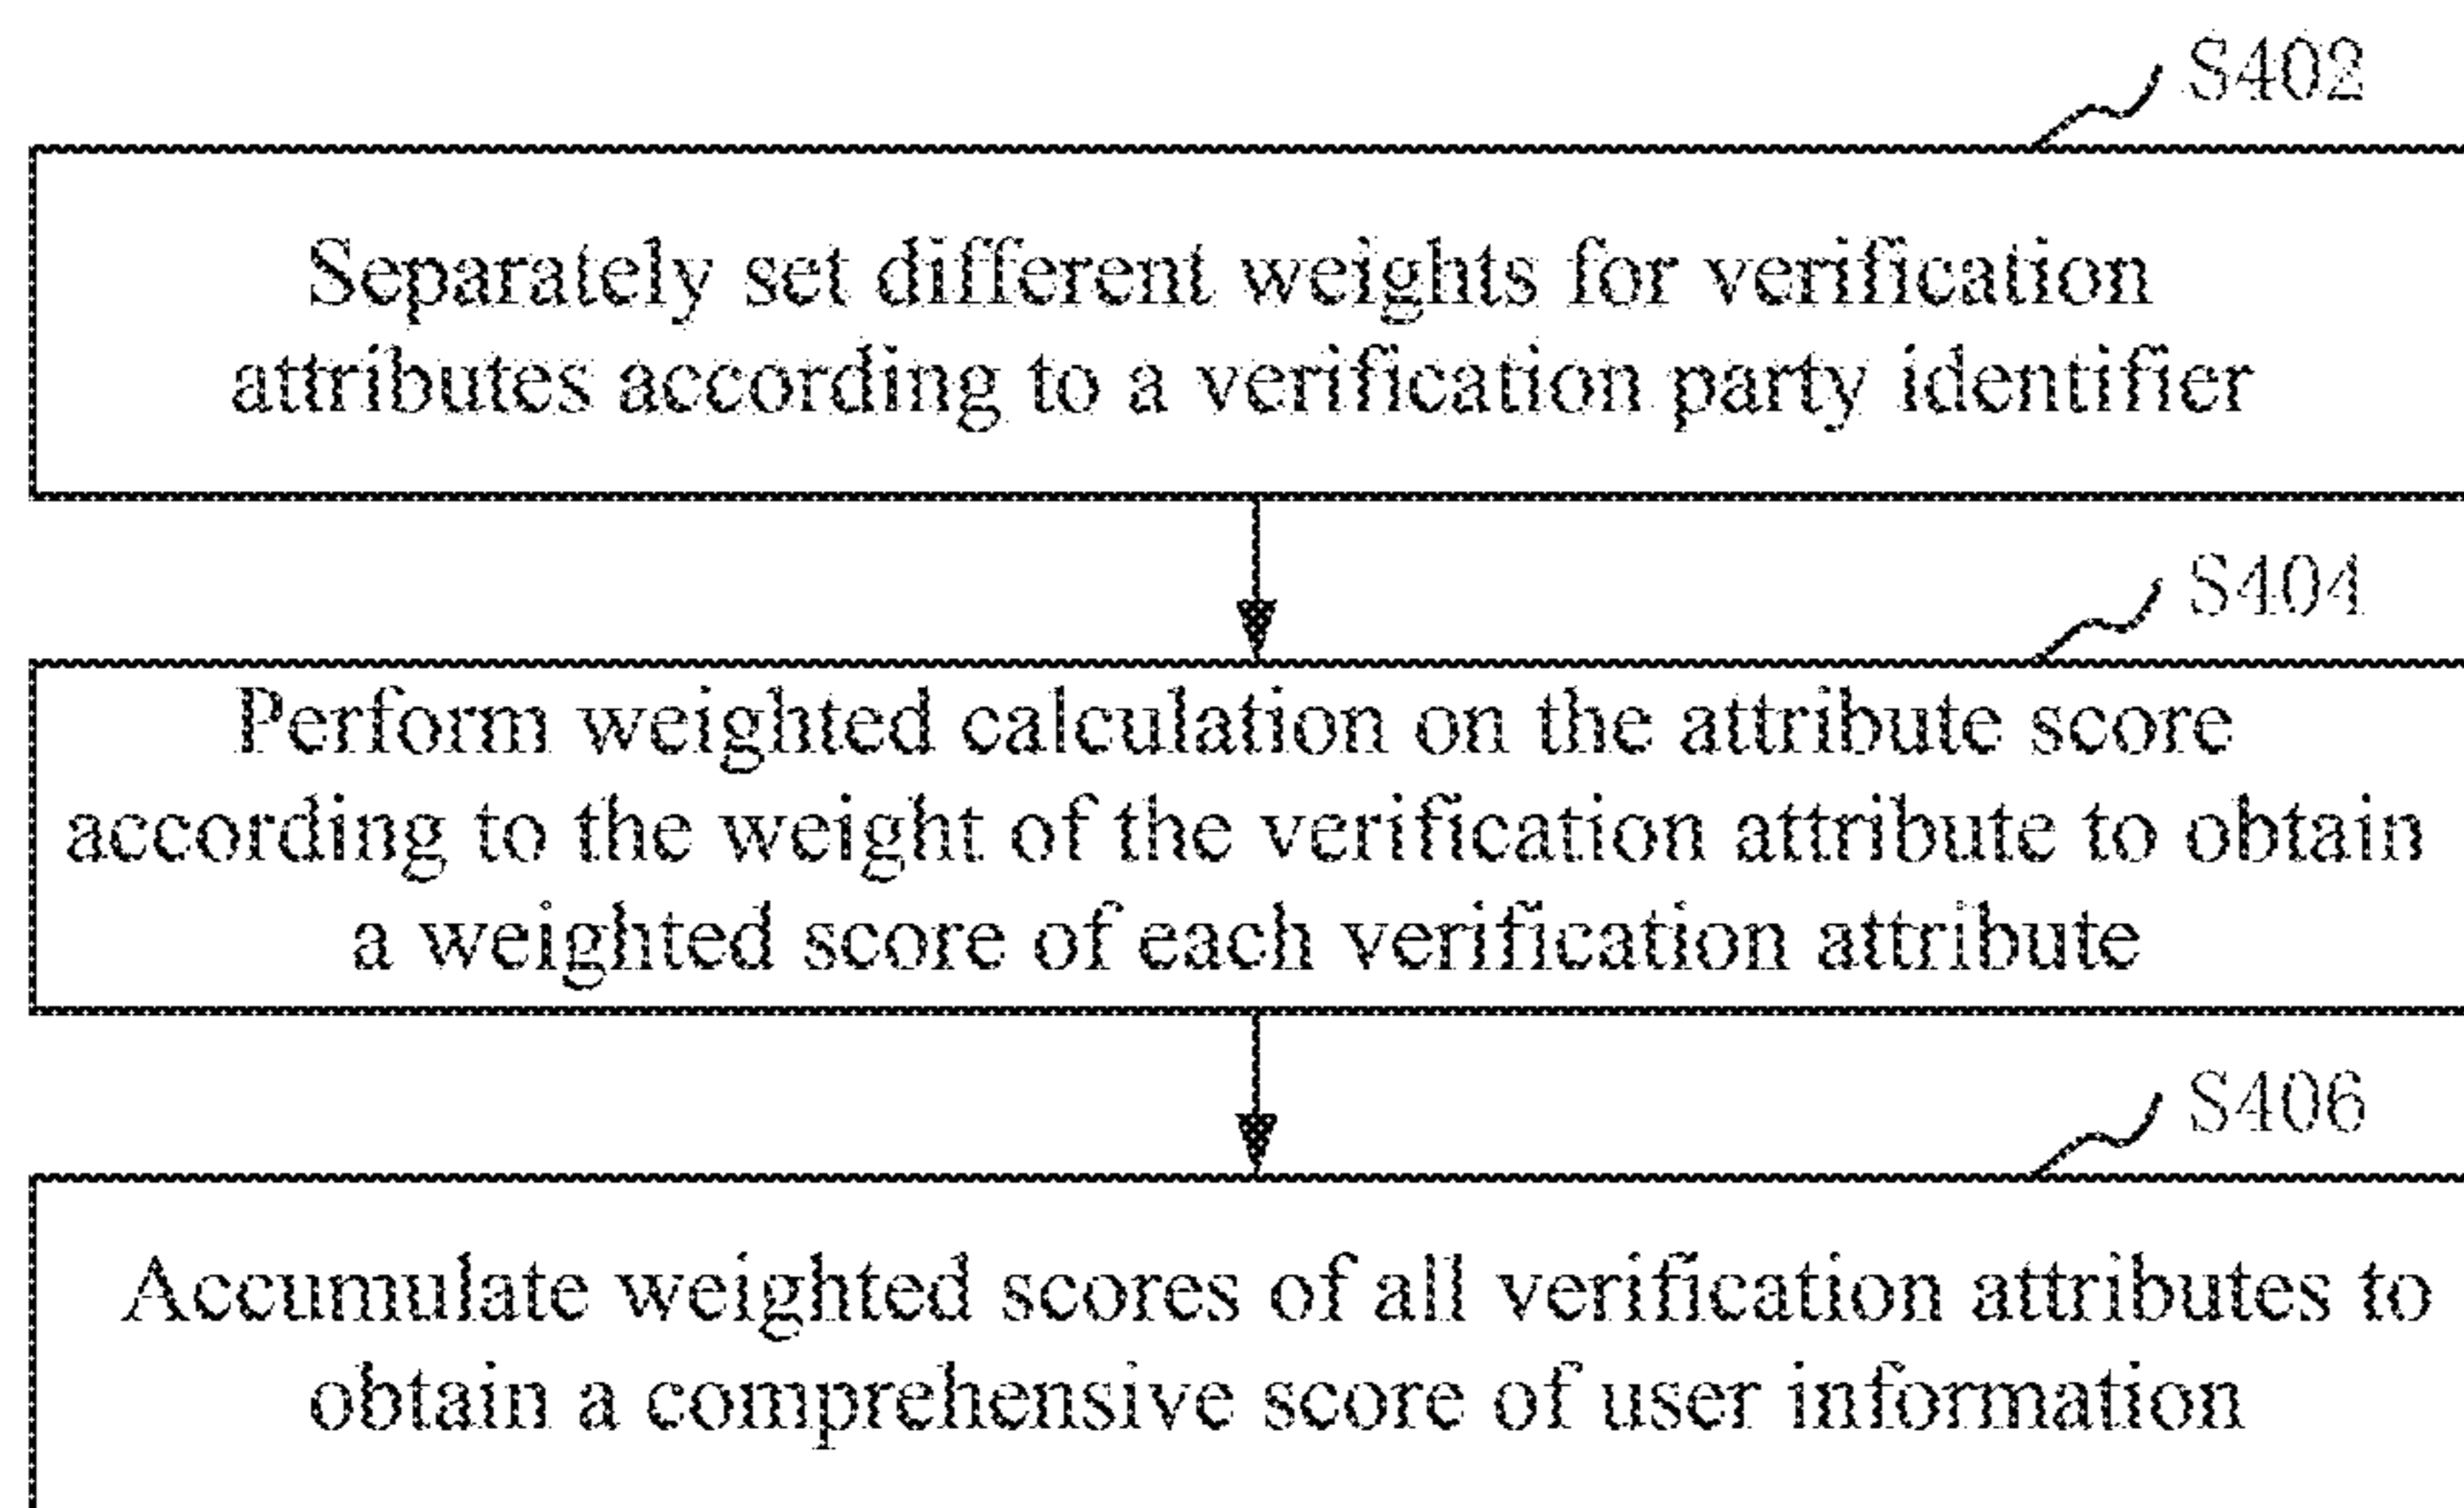 S402
Separately set different weights for verification
attributes according to a verification party identifier
S404
Perform weighted calculation on the attribute score
according to the weight of the verification attribute to obtain
a weighted score of each verification attribute
S406
Accumulate weighted scores of all verification attributes to
obtain a comprehensive score of user information